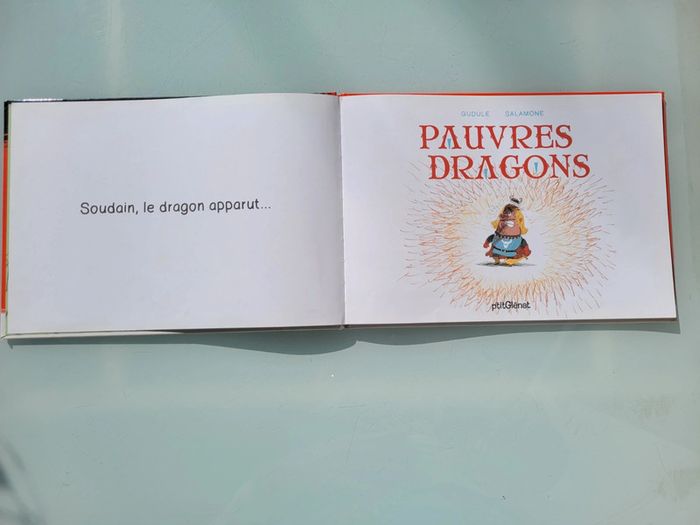 Soudain, le dragon apparut...
GUDULE SALAMONE
PAUVRES
DRAGONS
p'titGlénat